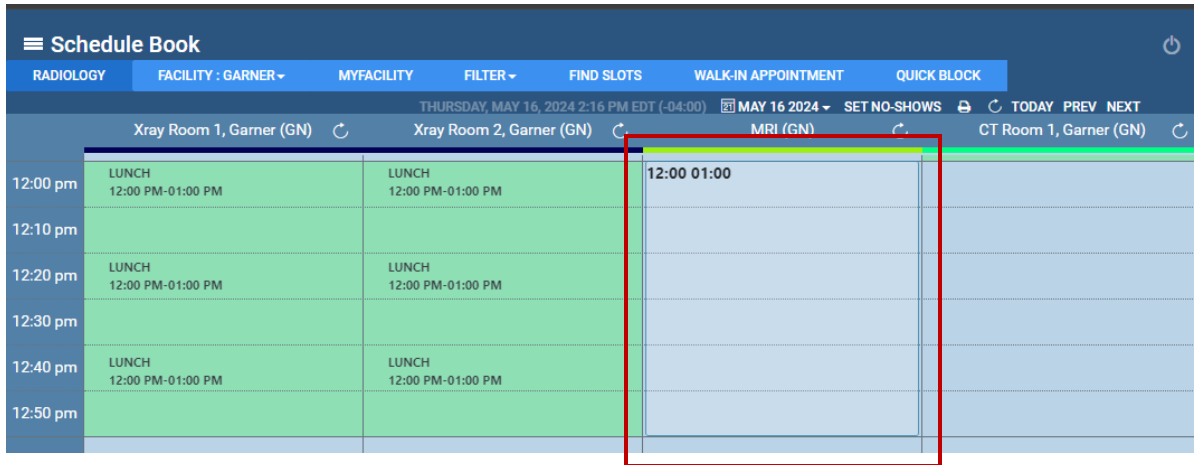 Schedule Book
RADIOLOGY FACILITY : GARNER MYFACILITY FILTER FIND SLOTS WALK-IN APPOINTMENT QUICK BLOCK
THURSDAY, MAY 16, 2024 2:16 PM EDT (-04:00) 21 MAY 16 2024 SET NO-SHOWS TODAY PREV NEXT
Xray Room 1, Garner (GN) Xray Room 2, Garner (GN) MRI (GN) CT Room 1, Garner (GN)
12:00 pm LUNCH LUNCH 12:00 01:00
12:00 PM-01:00 PM 12:00 PM-01:00 PM
12:10 pm
12:20 pm LUNCH LUNCH
12:00 PM-01:00 PM 12:00 PM-01:00 PM
12:30 pm
12:40 pm LUNCH LUNCH
12:00 PM-01:00 PM 12:00 PM-01:00 PM
12:50 pm